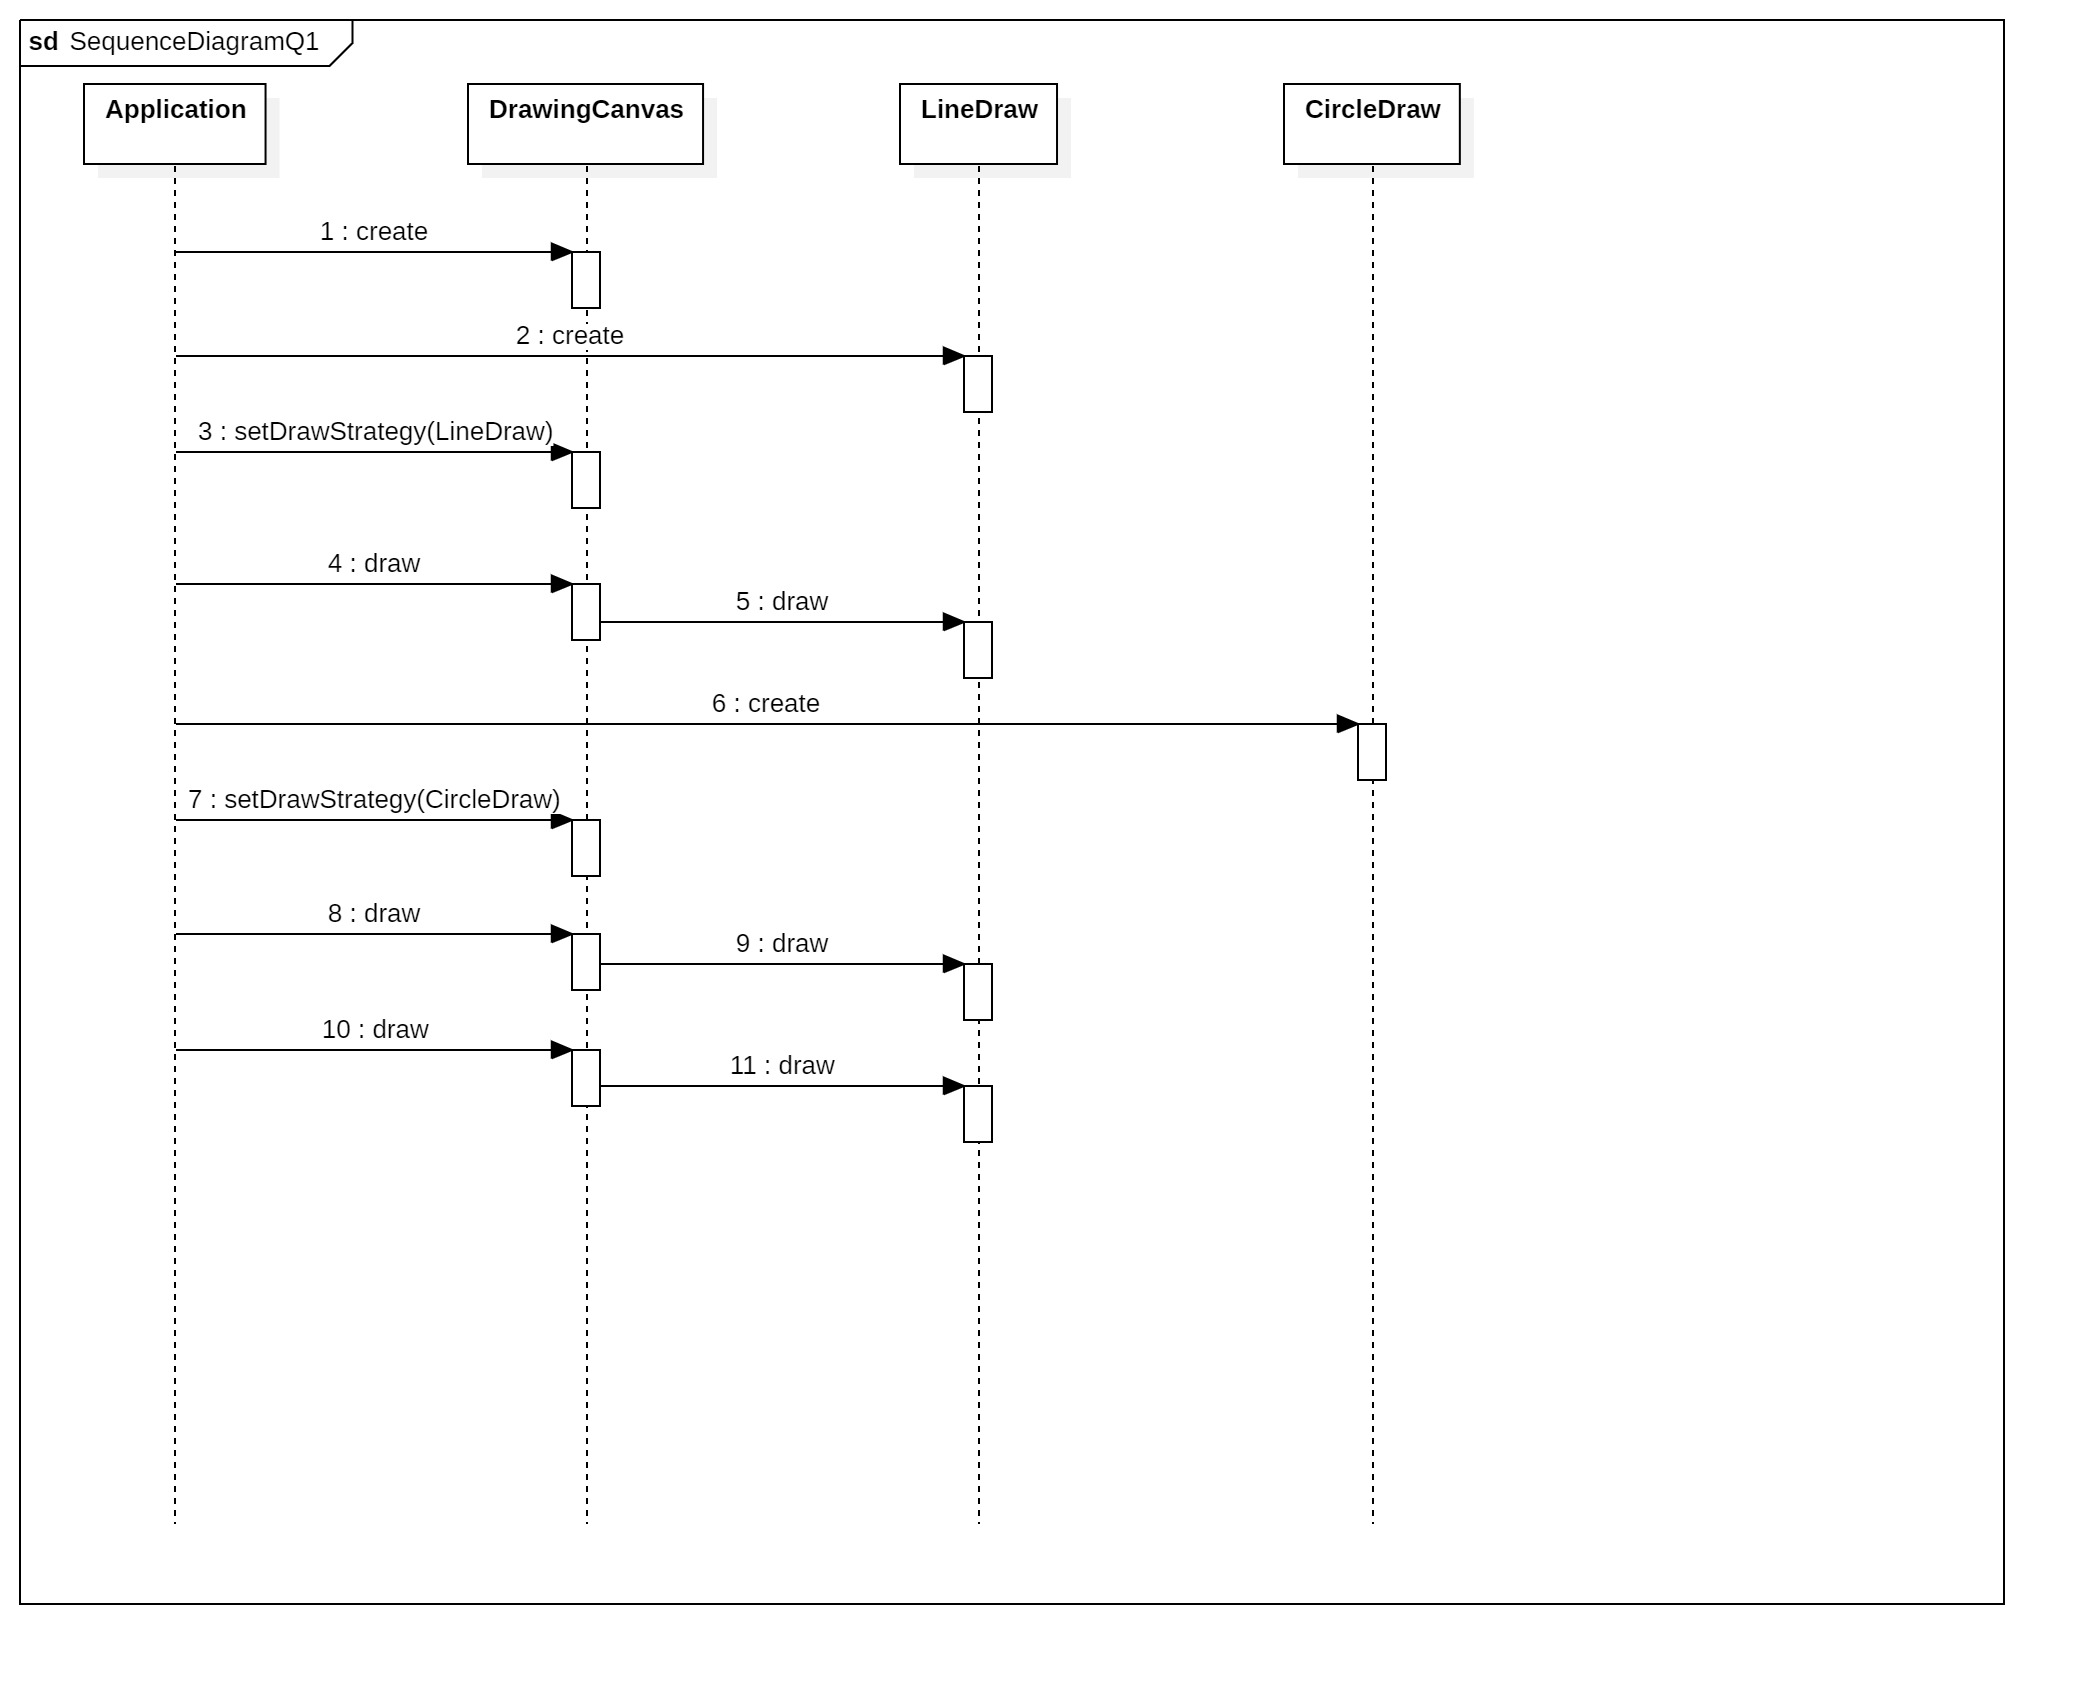 sd SequenceDiagramQ1
Application
DrawingCanvas
LineDraw
CircleDraw
1 : create
2 : create
3 : setDrawStrategy(LineDraw)
4 : draw
5 : draw
6 : create
7 : setDrawStrategy(CircleDraw)
8 : draw
9 : draw
10 : draw
11 : draw